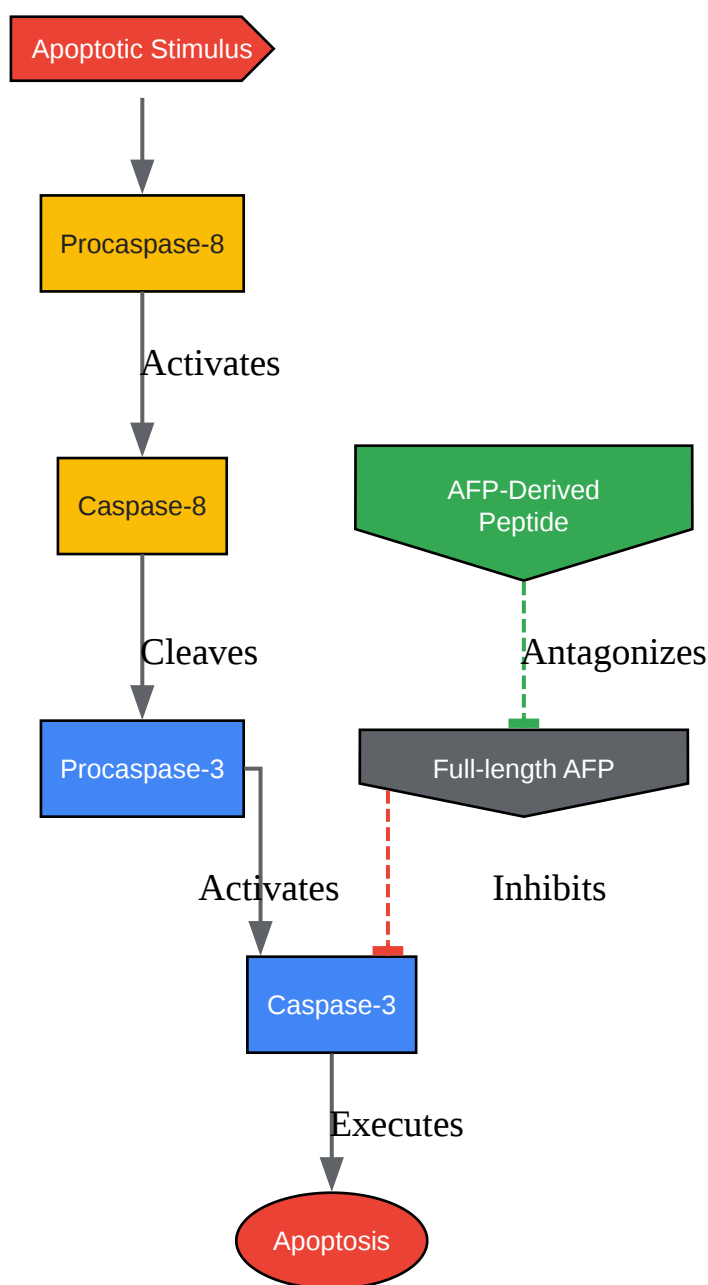 Apoptotic Stimulus
Procaspase-8
Activates
Caspase-8
AFP-Derived
Peptide
Cleaves
Antagonizes
Procaspase-3
Full-length AFP
Activates
Inhibits
Caspase-3
Executes
Apoptosis